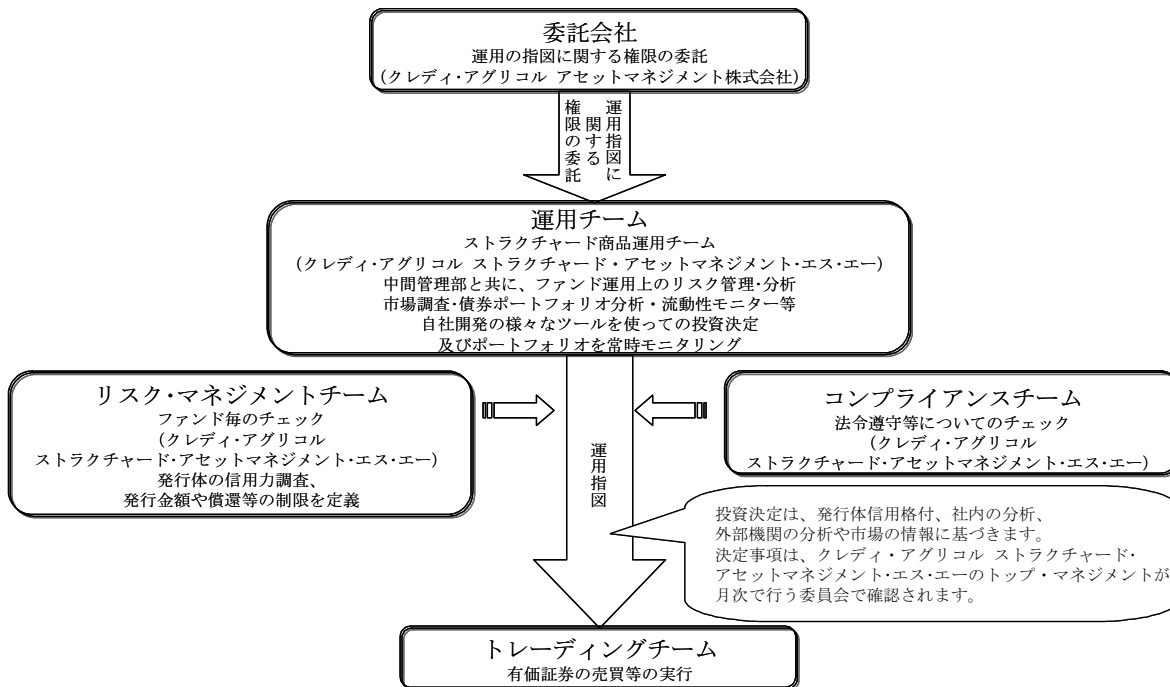 委託会社
運用の指図に関する権限の委託
(クレディ・アグリコル アセットマネジメント株式会社)
運用指図に
関する
権限の委託
運用チーム
ストラクチャード商品運用チーム
(クレディ・アグリコル ストラクチャード・アセットマネジメント・エス・エー)
中間管理部と共に、ファンド運用上のリスク管理・分析
市場調査・債券ポートフォリオ分析・流動性モニター等
自社開発の様々なツールを使っての投資決定
及びポートフォリオを常時モニタリング
リスク・マネジメントチーム
ファンド毎のチェック
(クレディ・アグリコル
ストラクチャード・アセットマネジメント・エス・エー)
発行体の信用力調査、
発行金額や償還等の制限を定義
運用指図
コンプライアンスチーム
法令遵守等についてのチェック
(クレディ・アグリコル
ストラクチャード・アセットマネジメント・エス・エー)
投資決定は、発行体信用格付、社内の分析、
外部機関の分析や市場の情報に基づきます。
決定事項は、クレディ・アグリコル ストラクチャード・
アセットマネジメント・エス・エーのトップ・マネジメントが
月次で行う委員会で確認されます。
トレーディングチーム
有価証券の売買等の実行